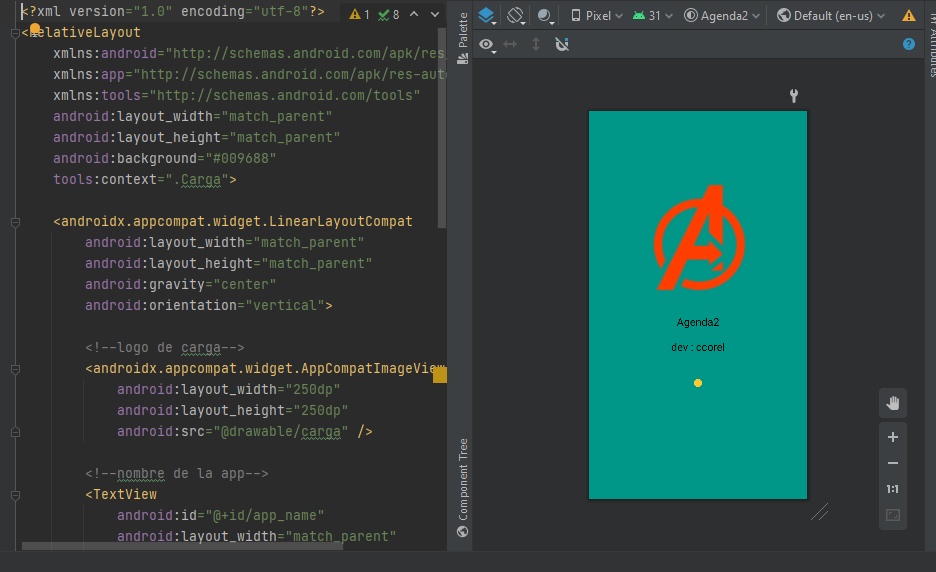 <?xml version="1.0" encoding="utf-8"?>
1 8
<RelativeLayout
xmlns:android="http://schemas.android.com/apk/res
xmlns:app="http://schemas.android.com/apk/res-aut
xmlns:tools="http://schemas.android.com/tools"
android:layout_width="match_parent"
android:layout_height="match_parent"
android:background="#009688"
tools:context=".Carga">
<androidx.appcompat.widget.LinearLayoutCompat
android:layout_width="match_parent"
android:layout_height="match_parent"
android:gravity="center"
android:orientation="vertical">
<!--logo de carga-->
<androidx.appcompat.widget.AppCompatImageView
android:layout_width="250dp"
android:layout_height="250dp"
android:src="@drawable/carga" />
<!--nombre de la app-->
<TextView
android:id="@+id/app_name"
android:layout_width="match_parent"
Palette
Component Tree
Pixel 31 Agenda2 Default (en-us)
Attributes
Agenda2
dev : ccorel
1:1